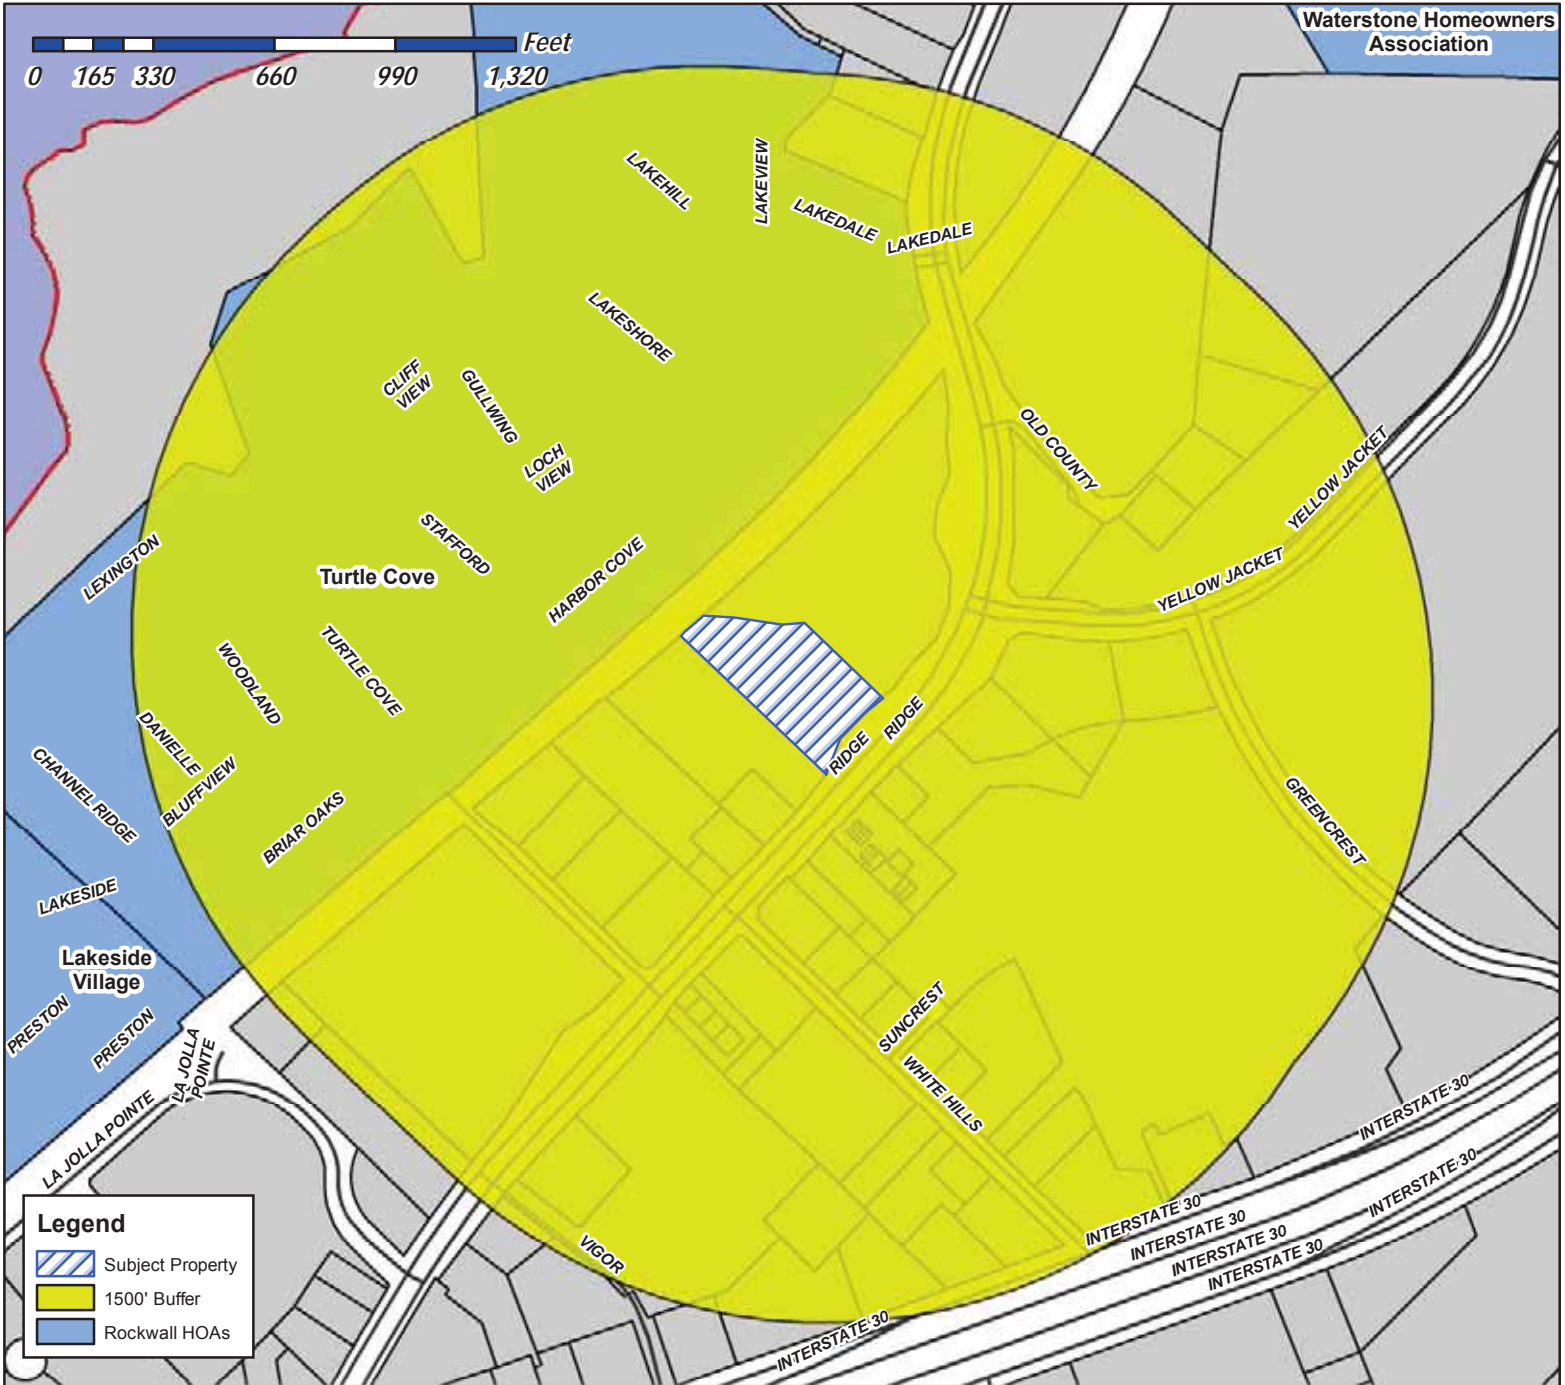 Waterstone Homeowners
Association
Feet
0 165 330 660 990 1,320
LAKEHILL
LAKEVIEW
LAKEDALE
LAKEDALE
LAKESHORE
CLIFF
VIEW
GULLWING
LOCH
VIEW
OLD COUNTY
YELLOW JACKET
YELLOW JACKET
STAFFORD
LEXINGTON
Turtle Cove
HARBOR COVE
WOODLAND
TURTLE COVE
DANIELLE
BLUFFVIEW
CHANNEL RIDGE
BRIAR OAKS
RIDGE
RIDGE
GREENCREST
LAKESIDE
Lakeside
Village
PRESTON
PRESTON
LA JOLLA
POINTE
LA JOLLA POINTE
SUNCREST
WHITE HILLS
VIGOR
INTERSTATE 30
INTERSTATE 30
INTERSTATE 30
INTERSTATE 30
INTERSTATE 30
INTERSTATE 30
INTERSTATE 30
Legend
Subject Property
1500' Buffer
Rockwall HOAs